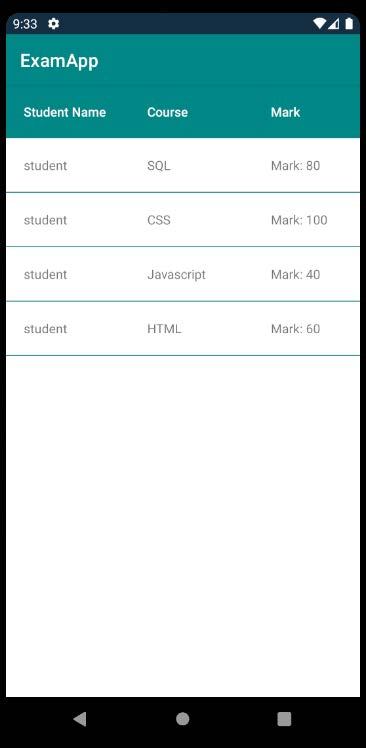 9:33
ExamApp
Student Name Course Mark
student SQL Mark: 80
student CSS Mark: 100
student Javascript Mark: 40
student HTML Mark: 60